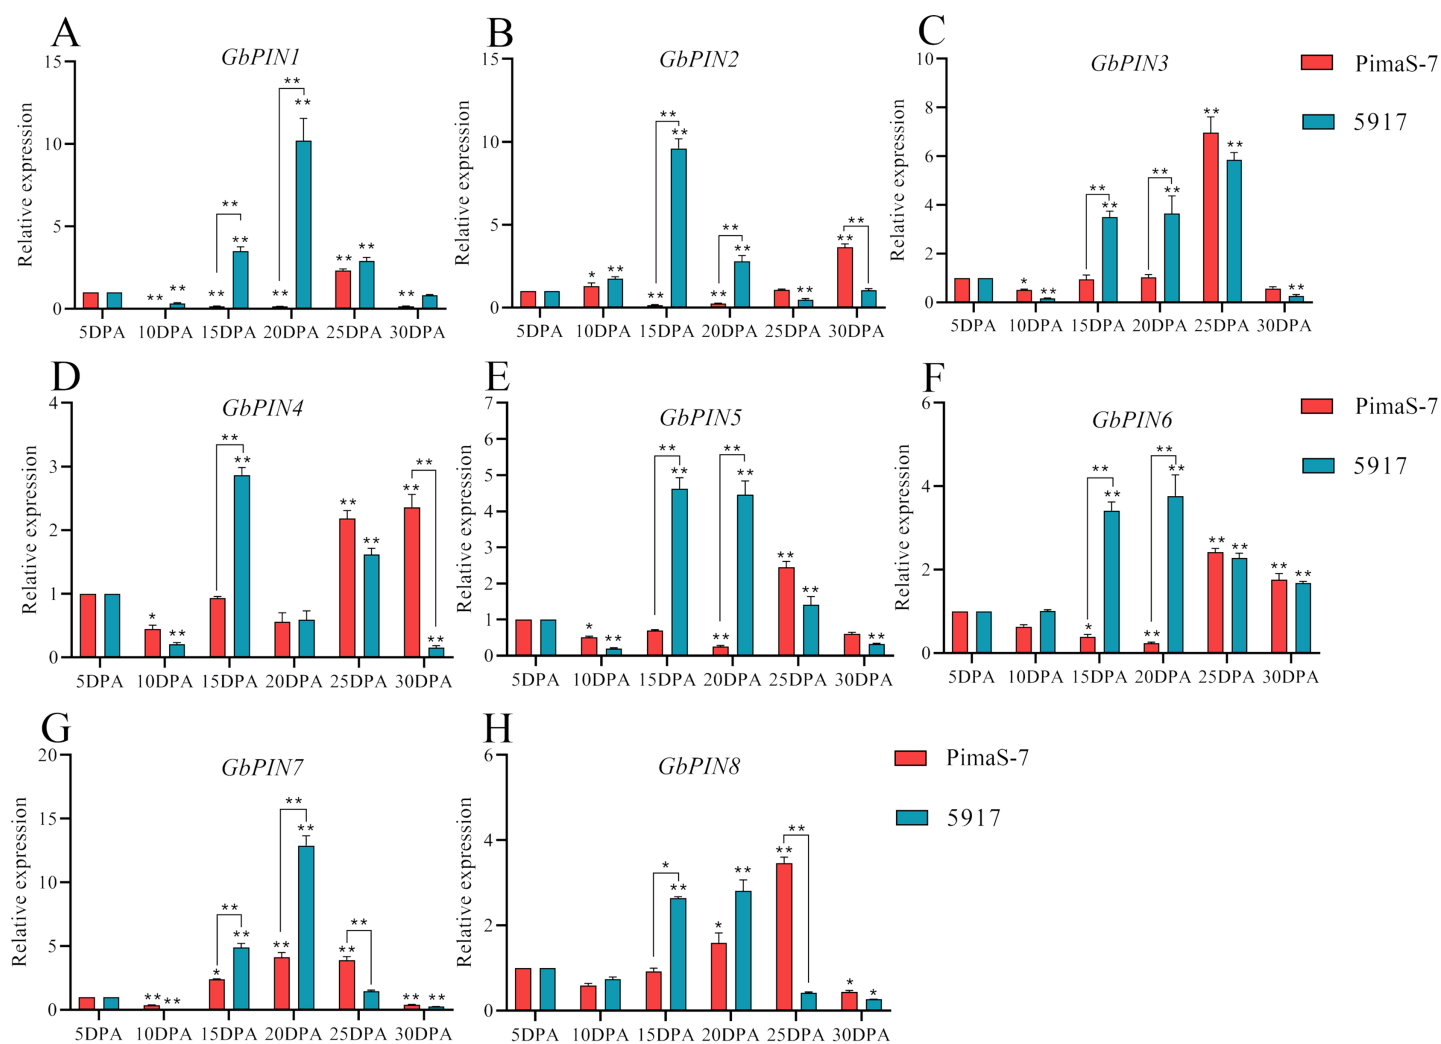 A
GbPIN1
Relative expression
15
10
5
0
** ** ** ** ** ** ** ** ** ** ** **
5DPA 10DPA 15DPA 20DPA 25DPA 30DPA
B
GbPIN2
Relative expression
15
10
5
0
* ** ** ** ** ** ** ** ** ** **
5DPA 10DPA 15DPA 20DPA 25DPA 30DPA
C
GbPIN3
Relative expression
10
8
6
4
2
0
* ** ** ** ** ** ** ** **
5DPA 10DPA 15DPA 20DPA 25DPA 30DPA
PimaS-7
5917
D
GbPIN4
Relative expression
4
3
2
1
0
* ** ** ** ** ** ** ** **
5DPA 10DPA 15DPA 20DPA 25DPA 30DPA
E
GbPIN5
Relative expression
7
6
5
4
3
2
1
0
* ** ** ** ** ** ** ** ** **
5DPA 10DPA 15DPA 20DPA 25DPA 30DPA
F
GbPIN6
Relative expression
6
4
2
0
* ** ** ** ** ** ** ** ** **
5DPA 10DPA 15DPA 20DPA 25DPA 30DPA
PimaS-7
5917
G
GbPIN7
Relative expression
20
15
10
5
0
** ** * ** ** ** ** ** ** ** ** **
5DPA 10DPA 15DPA 20DPA 25DPA 30DPA
H
GbPIN8
Relative expression
6
4
2
0
* ** * ** ** ** * *
5DPA 10DPA 15DPA 20DPA 25DPA 30DPA
PimaS-7
5917